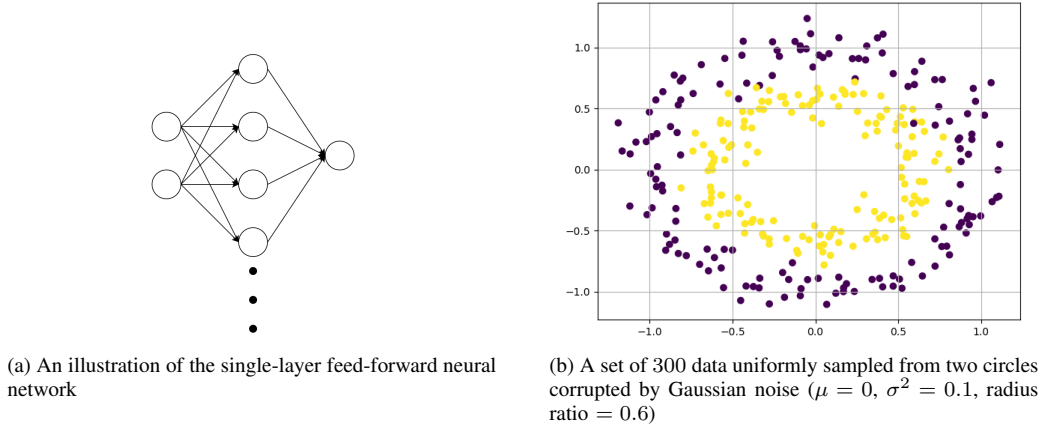 1.0
0.5
0.0
−0.5
−1.0
−1.0 −0.5 0.0 0.5 1.0
(a) An illustration of the single-layer feed-forward neural
network
(b) A set of 300 data uniformly sampled from two circles
corrupted by Gaussian noise (μ = 0, σ² = 0.1, radius
ratio = 0.6)